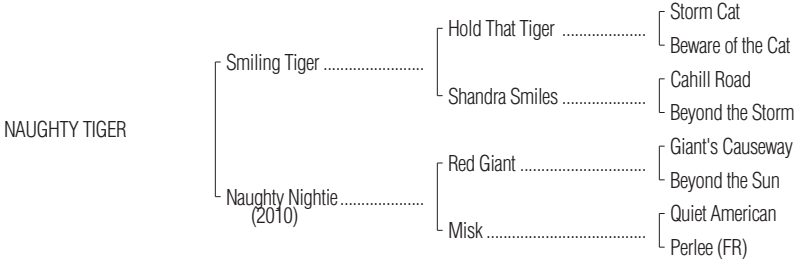 Storm Cat
Hold That Tiger ......................
Beware of the Cat
Smiling Tiger ..........................
Cahill Road
Shandra Smiles ......................
Beyond the Storm
NAUGHTY TIGER
Giant's Causeway
Red Giant .................................
Beyond the Sun
Naughty Nightie .....................
(2010)
Quiet American
Misk .........................................
Perlee (FR)